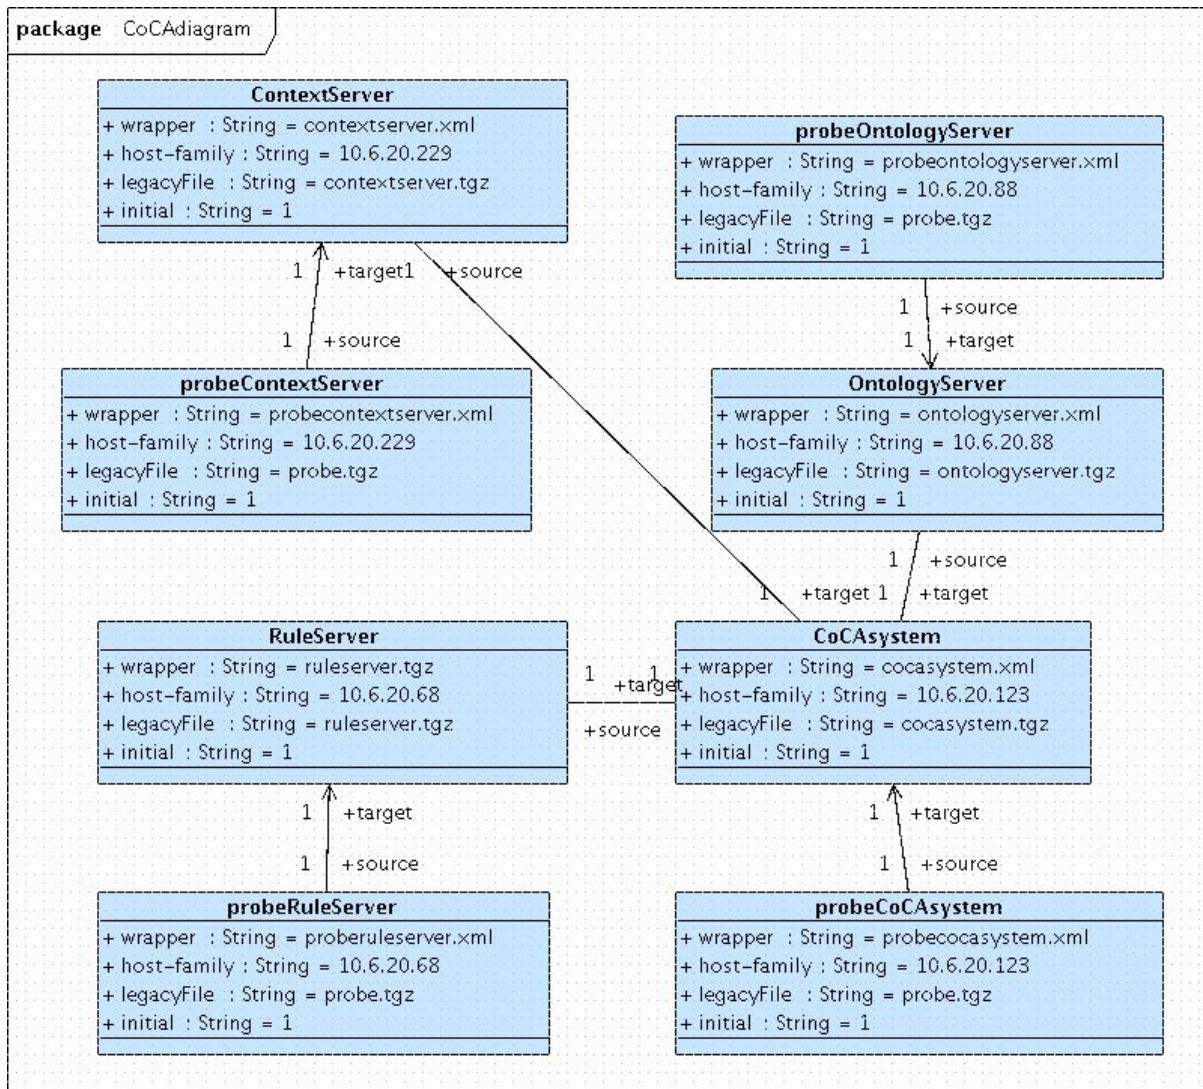 package CoCAdiagram
ContextServer
+ wrapper : String = contextserver.xml
+ host-family : String = 10.6.20.229
+ legacyFile : String = contextserver.tgz
+ initial : String = 1
probeOntologyServer
+ wrapper : String = probeontologyserver.xml
+ host-family : String = 10.6.20.88
+ legacyFile : String = probe.tgz
+ initial : String = 1
1 +target1 +source
1 +source
1 +source
1 +target
probeContextServer
+ wrapper : String = probecontextserver.xml
+ host-family : String = 10.6.20.229
+ legacyFile : String = probe.tgz
+ initial : String = 1
OntologyServer
+ wrapper : String = ontologyserver.xml
+ host-family : String = 10.6.20.88
+ legacyFile : String = ontologyserver.tgz
+ initial : String = 1
1 +source
1 +target 1 +target
RuleServer
+ wrapper : String = ruleserver.tgz
+ host-family : String = 10.6.20.68
+ legacyFile : String = ruleserver.tgz
+ initial : String = 1
1 1
+target
+source
CoCAsystem
+ wrapper : String = cocasystem.xml
+ host-family : String = 10.6.20.123
+ legacyFile : String = cocasystem.tgz
+ initial : String = 1
1 +target
1 +source
1 +target
1 +source
probeRuleServer
+ wrapper : String = proberuleserver.xml
+ host-family : String = 10.6.20.68
+ legacyFile : String = probe.tgz
+ initial : String = 1
probeCoCAsystem
+ wrapper : String = probecocasystem.xml
+ host-family : String = 10.6.20.123
+ legacyFile : String = probe.tgz
+ initial : String = 1